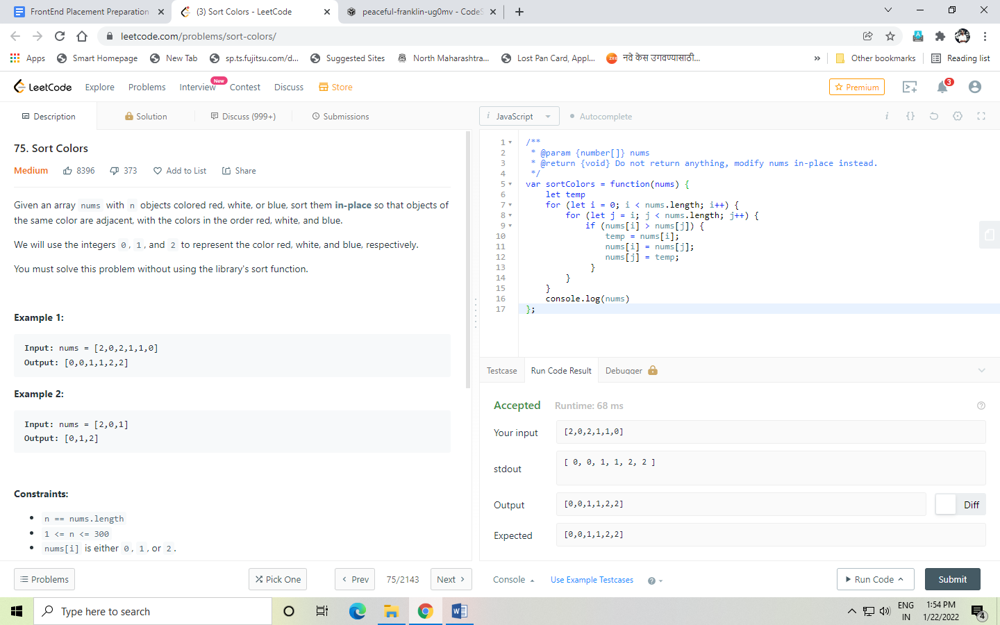 FrontEnd Placement Preparation
(3) Sort Colors - LeetCode
peaceful-franklin-ug0mv - CodeS
leetcode.com/problems/sort-colors/
Apps
Smart Homepage
New Tab
sp.ts.fujitsu.com/d...
Suggested Sites
North Maharashtra...
Lost Pan Card, Appl...
नवे केस उगवण्यासाठी...
»
Other bookmarks
Reading list
LeetCode
Explore
Problems
Interview
New
Contest
Discuss
Store
Premium
3
Description
Solution
Discuss (999+)
Submissions
i JavaScript
Autocomplete
75. Sort Colors
Medium
8396
373
Add to List
Share
Given an array nums with n objects colored red, white, or blue, sort them in-place so that objects of
the same color are adjacent, with the colors in the order red, white, and blue.
We will use the integers 0, 1, and 2 to represent the color red, white, and blue, respectively.
You must solve this problem without using the library's sort function.
Example 1:
Input: nums = [2,0,2,1,1,0]
Output: [0,0,1,1,2,2]
Example 2:
Input: nums = [2,0,1]
Output: [0,1,2]
Constraints:
n == nums.length
1 <= n <= 300
nums[i] is either 0, 1, or 2.
Problems
Pick One
Prev
75/2143
Next
1 /**
2 * @param {number[]} nums
3 * @return {void} Do not return anything, modify nums in-place instead.
4 */
5 var sortColors = function(nums) {
6 let temp
7 for (let i = 0; i < nums.length; i++) {
8 for (let j = i; j < nums.length; j++) {
9 if (nums[i] > nums[j]) {
10 temp = nums[i];
11 nums[i] = nums[j];
12 nums[j] = temp;
13 }
14 }
15 }
16 console.log(nums)
17 };
Testcase
Run Code Result
Debugger
Accepted
Runtime: 68 ms
Your input
[2,0,2,1,1,0]
stdout
[ 0, 0, 1, 1, 2, 2 ]
Output
[0,0,1,1,2,2]
Diff
Expected
[0,0,1,1,2,2]
Console
Use Example Testcases
Run Code
Submit
Type here to search
ENG
IN
1:54 PM
1/22/2022
4